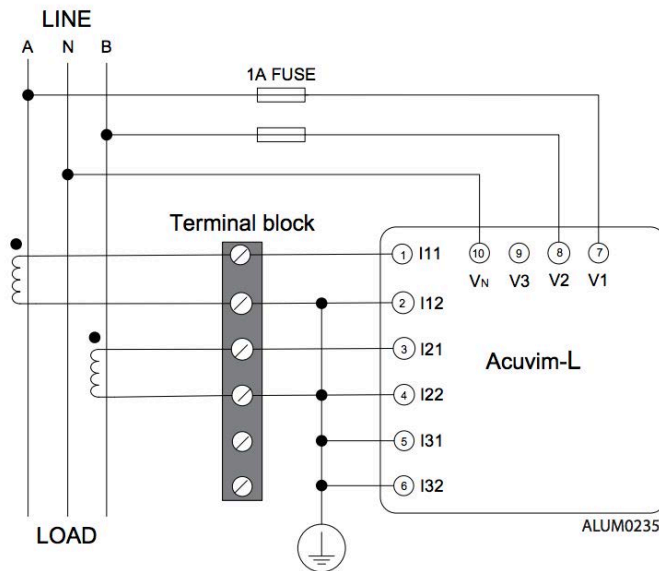 LINE
A N B
1A FUSE
Terminal block
10 9 8 7
VN V3 V2 V1
1 I11
2 I12
3 I21
4 I22
5 I31
6 I32
Acuvim-L
LOAD
ALUM0235